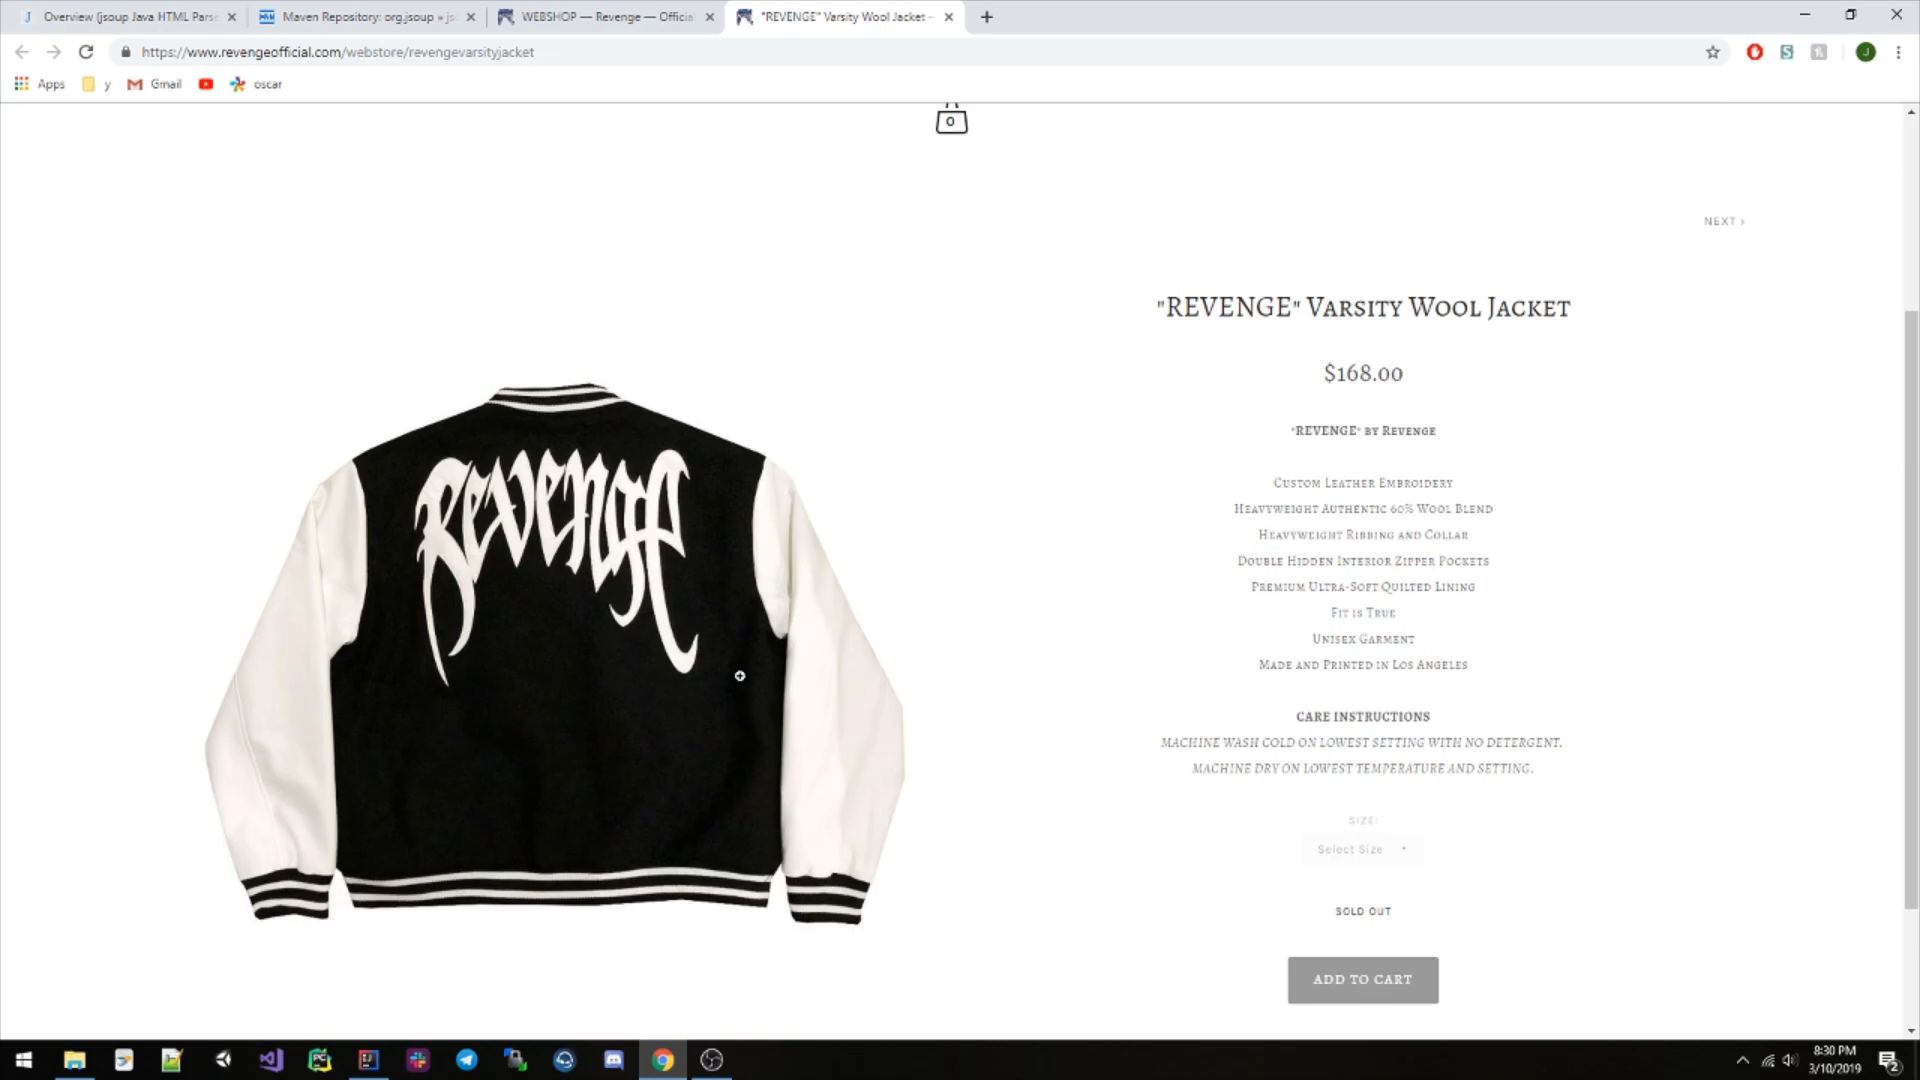 Overview (jsoup Java HTML Parse
Maven Repository: org.jsoup » js
WEBSHOP — Revenge — Official
"REVENGE" Varsity Wool Jacket —
https://www.revengeofficial.com/webstore/revengevarsityjacket
J
Apps
y
Gmail
oscar
0
NEXT ›
"REVENGE" Varsity Wool Jacket
$168.00
"REVENGE" by Revenge
Custom Leather Embroidery
Heavyweight Authentic 60% Wool Blend
Heavyweight Ribbing and Collar
Double Hidden Interior Zipper Pockets
Premium Ultra-Soft Quilted Lining
Fit is True
Unisex Garment
Made and Printed in Los Angeles
CARE INSTRUCTIONS
MACHINE WASH COLD ON LOWEST SETTING WITH NO DETERGENT.
MACHINE DRY ON LOWEST TEMPERATURE AND SETTING.
SIZE:
Select Size
SOLD OUT
ADD TO CART
Revenge
8:30 PM
3/10/2019
2